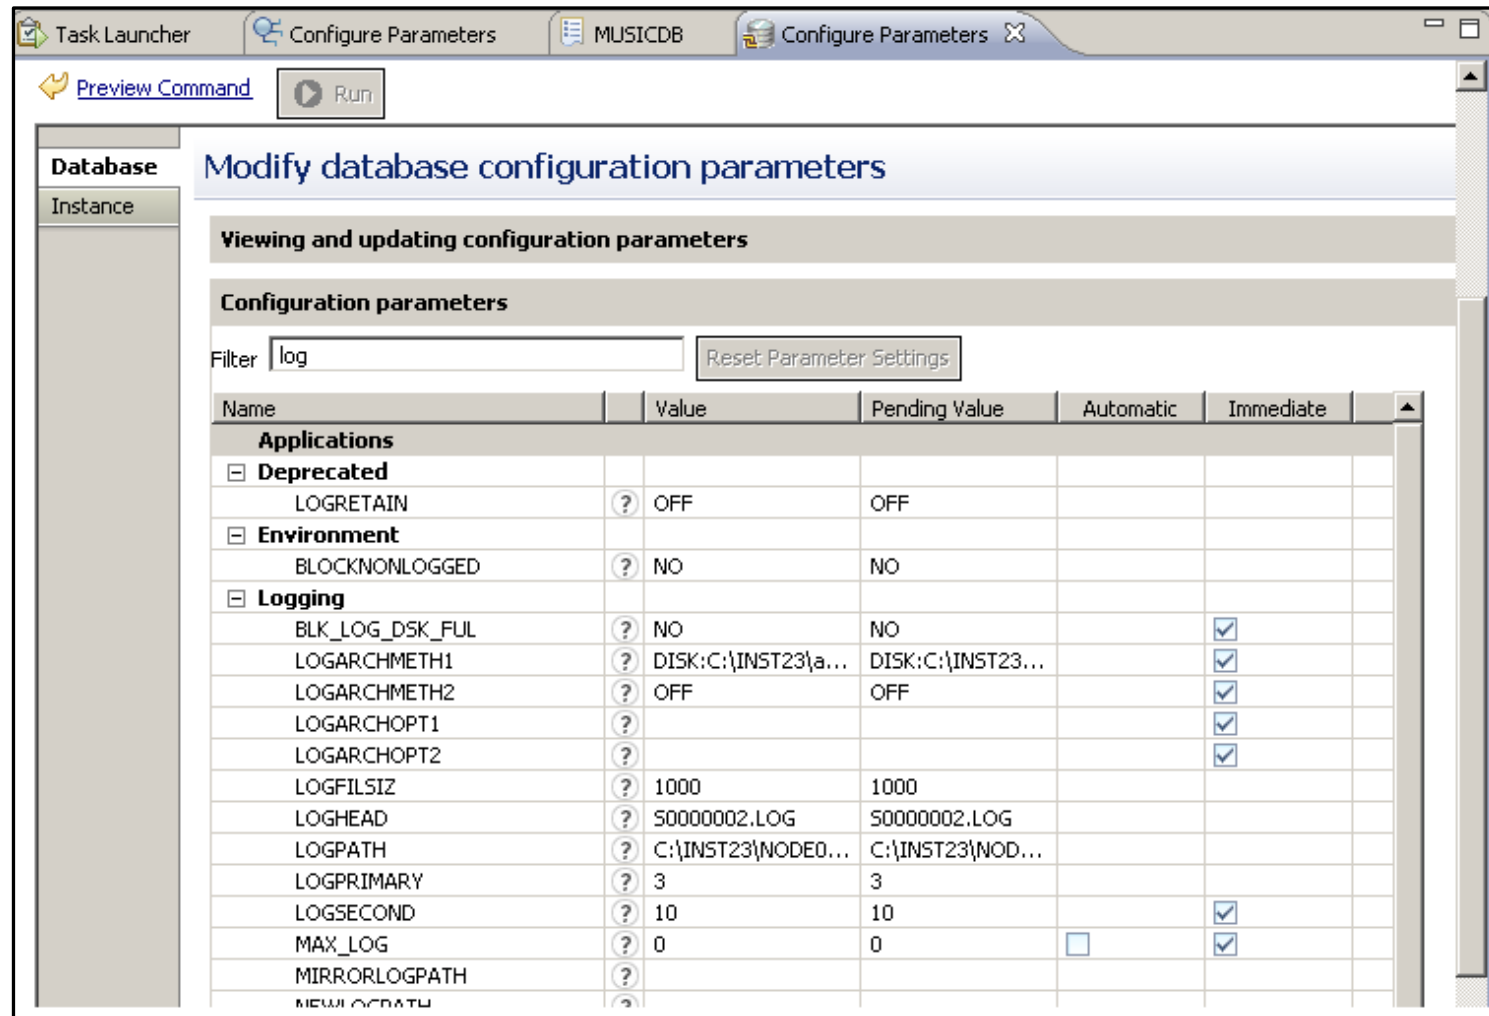 Task Launcher Configure Parameters MUSICDB Configure Parameters
Preview Command Run
Database
Instance
Modify database configuration parameters
Viewing and updating configuration parameters
Configuration parameters
Filter log Reset Parameter Settings
Name Value Pending Value Automatic Immediate
Applications
Deprecated
LOGRETAIN ? OFF OFF
Environment
BLOCKNONLOGGED ? NO NO
Logging
BLK_LOG_DSK_FUL ? NO NO
LOGARCHMETH1 ? DISK:C:\INST23\a... DISK:C:\INST23...
LOGARCHMETH2 ? OFF OFF
LOGARCHOPT1 ?
LOGARCHOPT2 ?
LOGFILSIZ ? 1000 1000
LOGHEAD ? S0000002.LOG S0000002.LOG
LOGPATH ? C:\INST23\NODE0... C:\INST23\NOD...
LOGPRIMARY ? 3 3
LOGSECOND ? 10 10
MAX_LOG ? 0 0
MIRRORLOGPATH ?
NEWLOGPATH ?